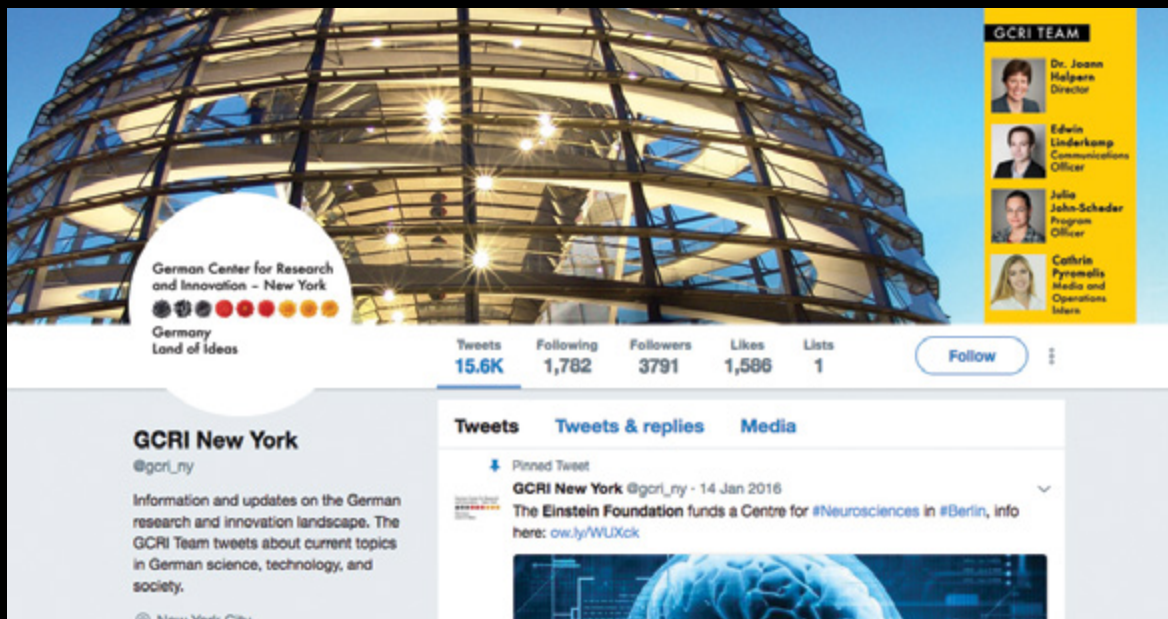 GCRI TEAM
Dr. Joann
Halpern
Director
Edwin
Linderkamp
Communications
Officer
Julia
John-Scheder
Program
Officer
Cathrin
Pyromolis
Media and
Operations
Intern
German Center for Research
and Innovation – New York
Germany
Land of Ideas
Tweets
15.6K
Following
1,782
Followers
3791
Likes
1,586
Lists
1
Follow
GCRI New York
@gcri_ny
Information and updates on the German
research and innovation landscape. The
GCRI Team tweets about current topics
in German science, technology, and
society.
New York City
Tweets Tweets & replies Media
Pinned Tweet
GCRI New York @gcri_ny - 14 Jan 2016
The Einstein Foundation funds a Centre for #Neurosciences in #Berlin, info
here: ow.ly/WUXck